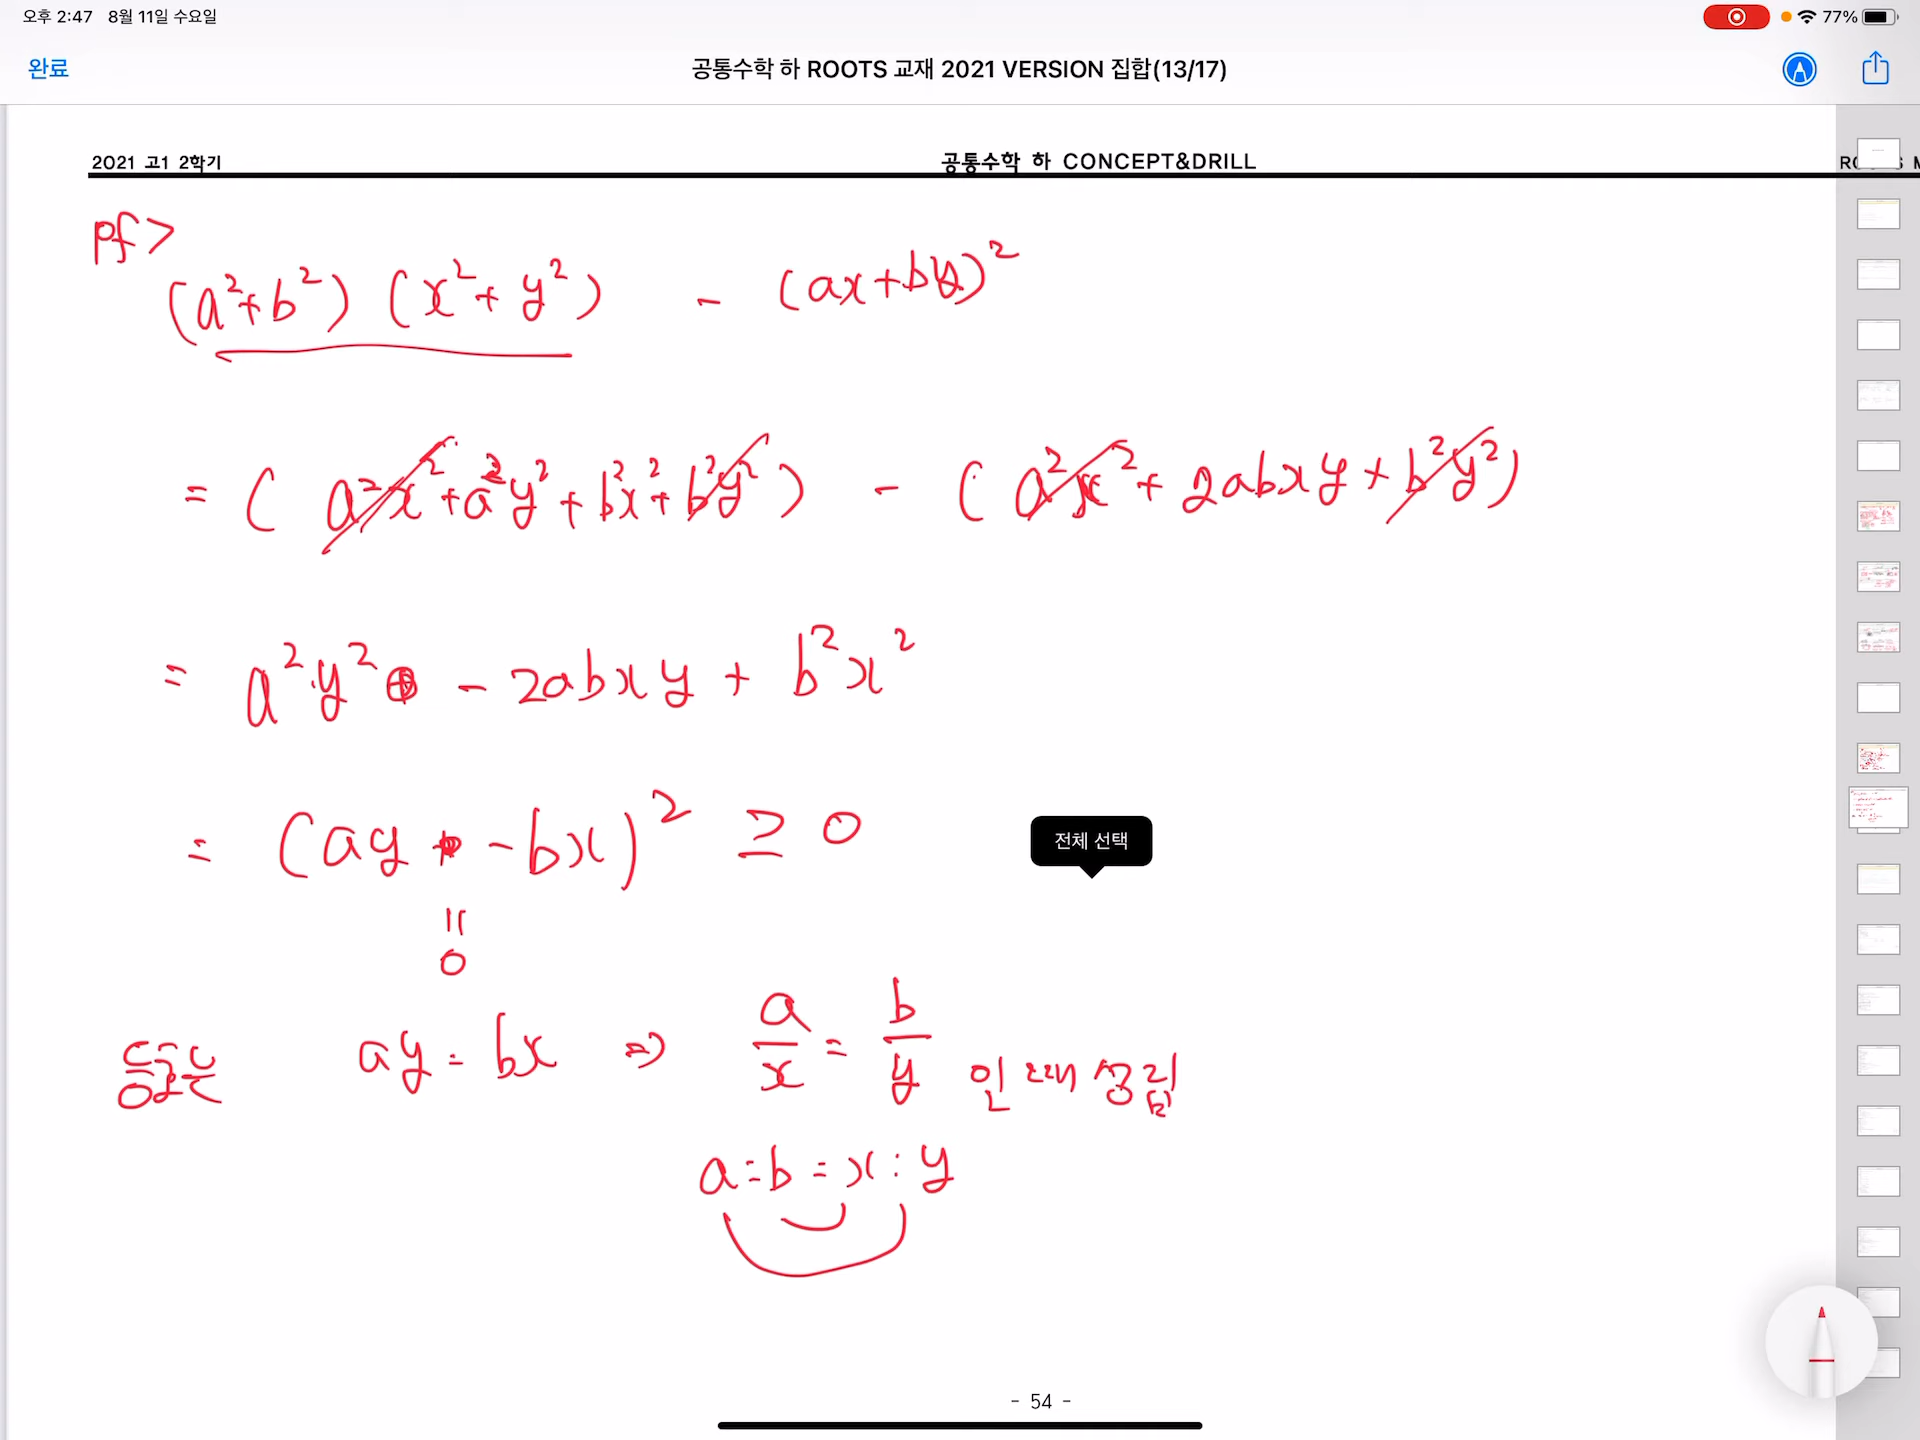 오후 2:47 8월 11일 수요일
77%
완료
공통수학 하 ROOTS 교재 2021 VERSION 집합(13/17)
2021 고1 2학기
공통수학 하 CONCEPT&DRILL
pf>
(a²+b²) (x²+y²) - (ax+by)²
= ( a²x²+a²y²+b²x²+b²y²) - (a²x²+2abxy+b²y²)
= a²y² - 2abxy + b²x²
= (ay - bx)² ≥ 0
전체 선택
=
0
등호는 ay = bx ⇒ a/x = b/y 인 때 성립
a:b = x:y
- 54 -